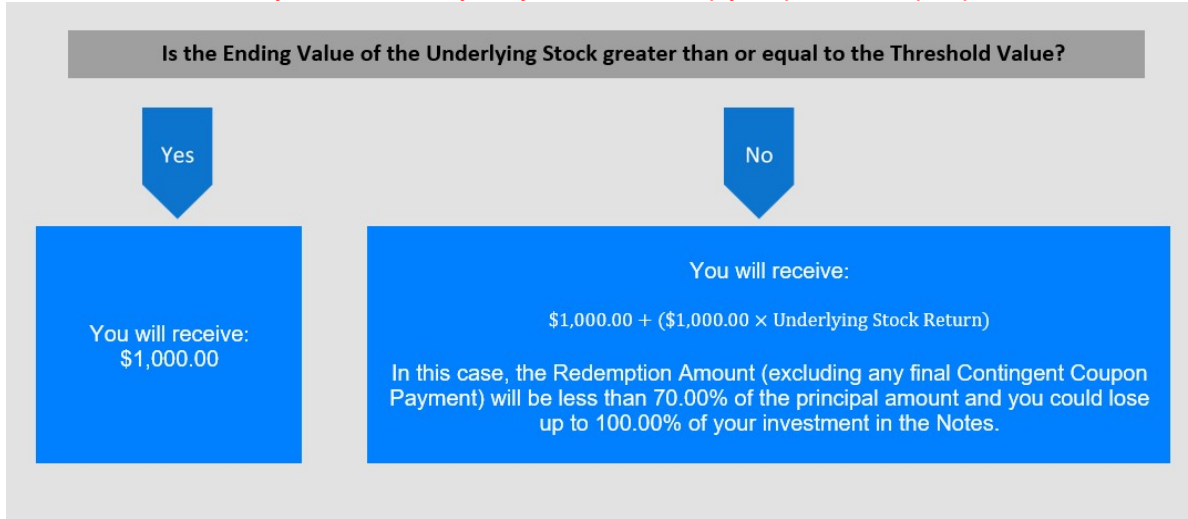 Is the Ending Value of the Underlying Stock greater than or equal to the Threshold Value?
Yes
No
You will receive:
$1,000.00
You will receive:
$1,000.00 + ($1,000.00 × Underlying Stock Return)
In this case, the Redemption Amount (excluding any final Contingent Coupon
Payment) will be less than 70.00% of the principal amount and you could lose
up to 100.00% of your investment in the Notes.